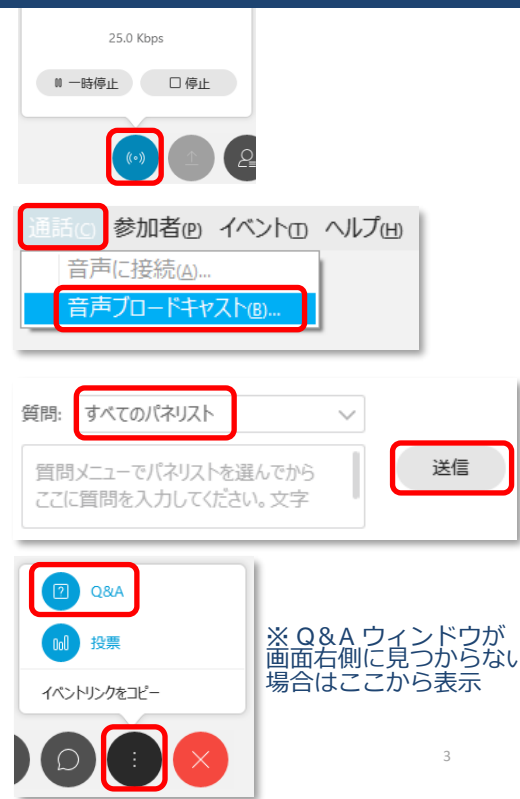 25.0 Kbps
一時停止 停止
通話(C) 参加者(P) イベント(T) ヘルプ(H)
音声に接続(A)...
音声ブロードキャスト(B)...
質問: すべてのパネリスト
質問メニューでパネリストを選んでから
ここに質問を入力してください。文字
送信
Q&A
投票
イベントリンクをコピー
※ Q&A ウィンドウが
画面右側に見つからない
場合はここから表示
3